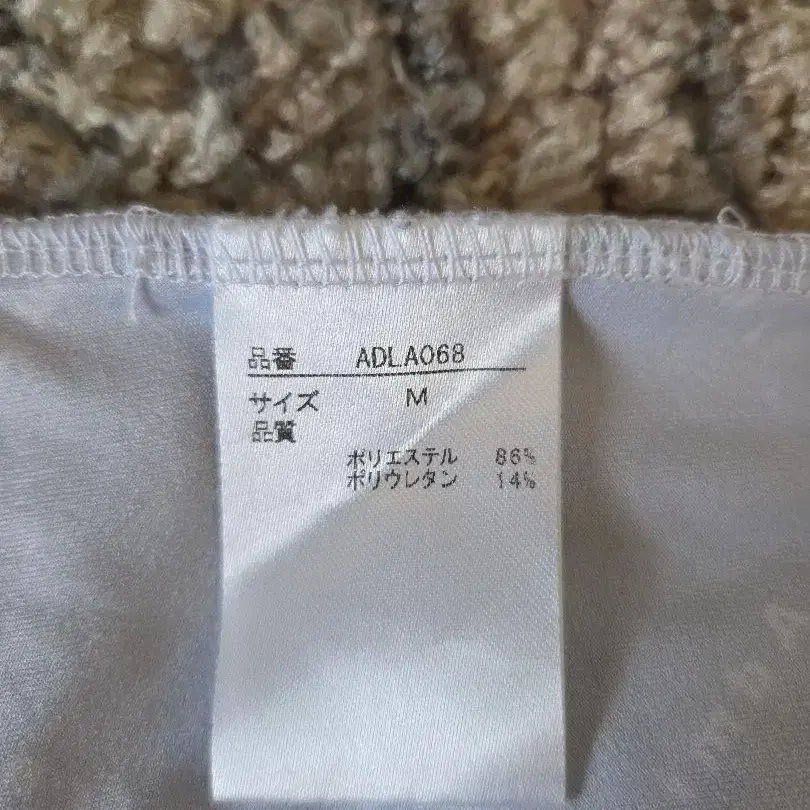 品番 ADLA068
サイズ M
品質
ポリエステル 86%
ポリウレタン 14%